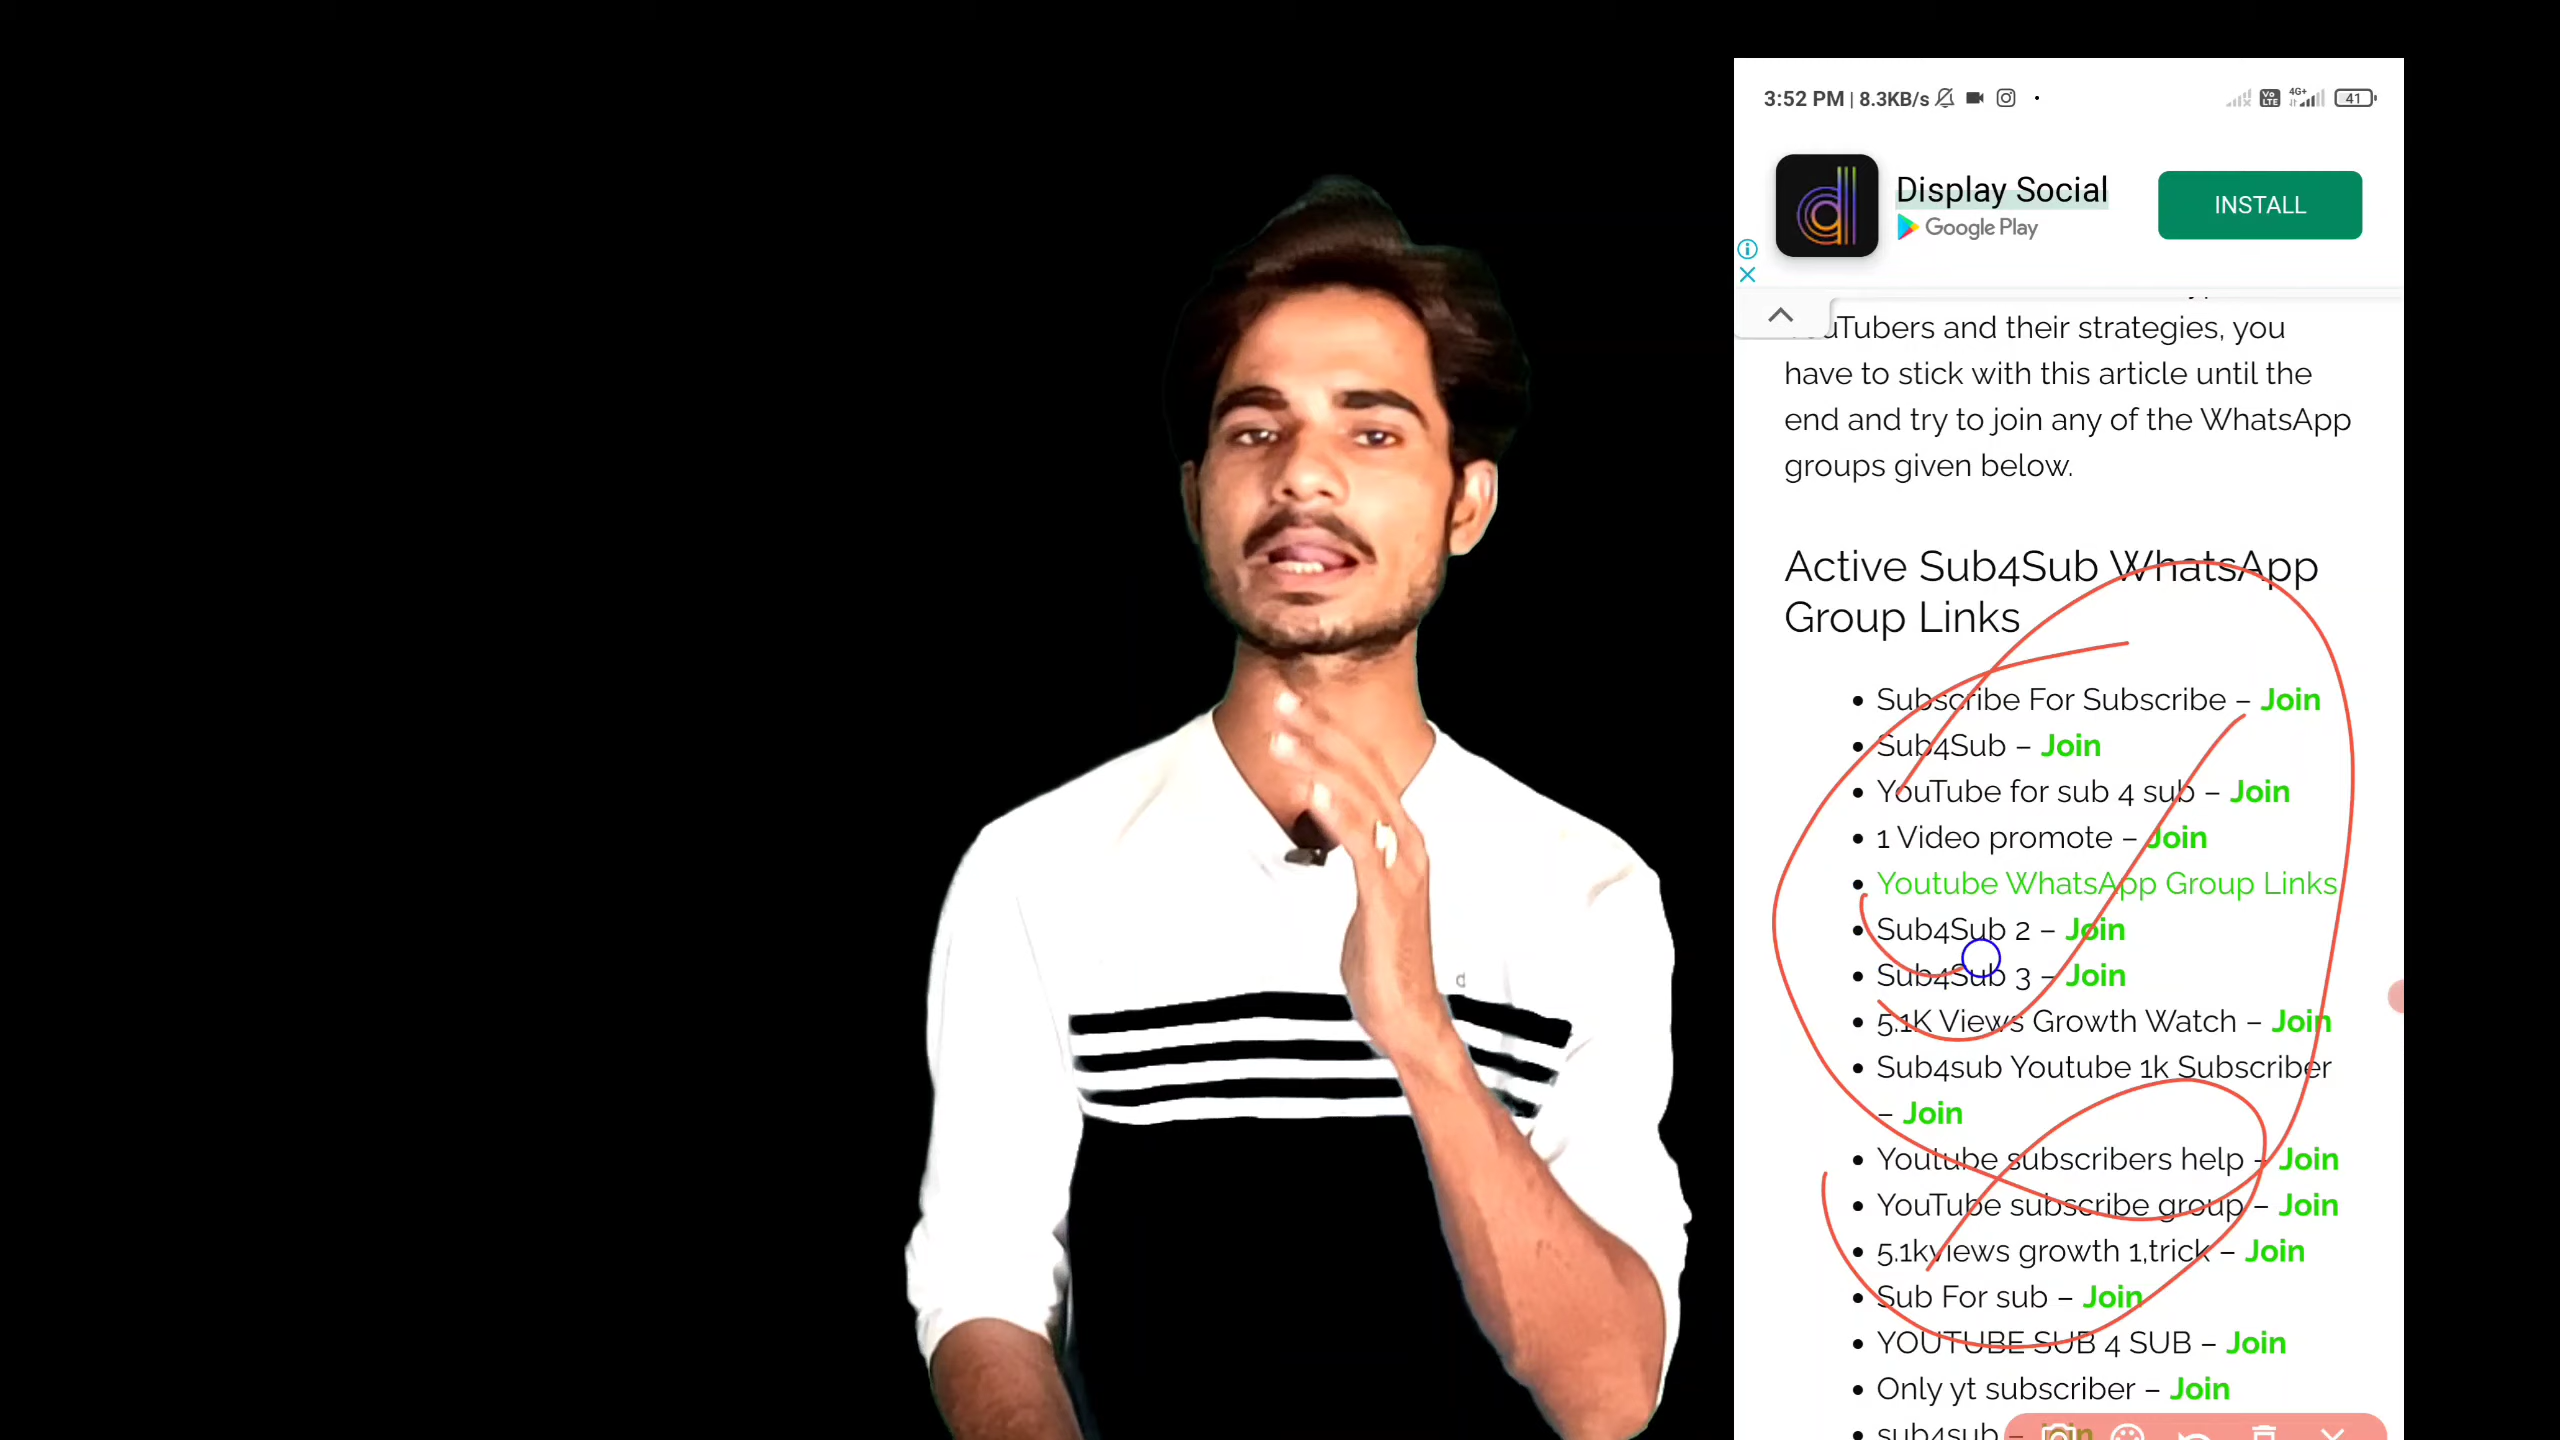 3:52 PM | 8.3KB/s
Vo LTE
4G+
41
Display Social
Google Play
INSTALL
uTubers and their strategies, you
have to stick with this article until the
end and try to join any of the WhatsApp
groups given below.
Active Sub4Sub WhatsApp
Group Links
• Subscribe For Subscribe – Join
• Sub4Sub – Join
• YouTube for sub 4 sub – Join
• 1 Video promote – Join
• Youtube WhatsApp Group Links
• Sub4Sub 2 – Join
• Sub4Sub 3 – Join
• 5.1K Views Growth Watch – Join
• Sub4sub Youtube 1k Subscriber
– Join
• Youtube subscribers help – Join
• YouTube subscribe group – Join
• 5.1kviews growth 1,trick – Join
• Sub For sub – Join
• YOUTUBE SUB 4 SUB – Join
• Only yt subscriber – Join
• sub4sub –
d